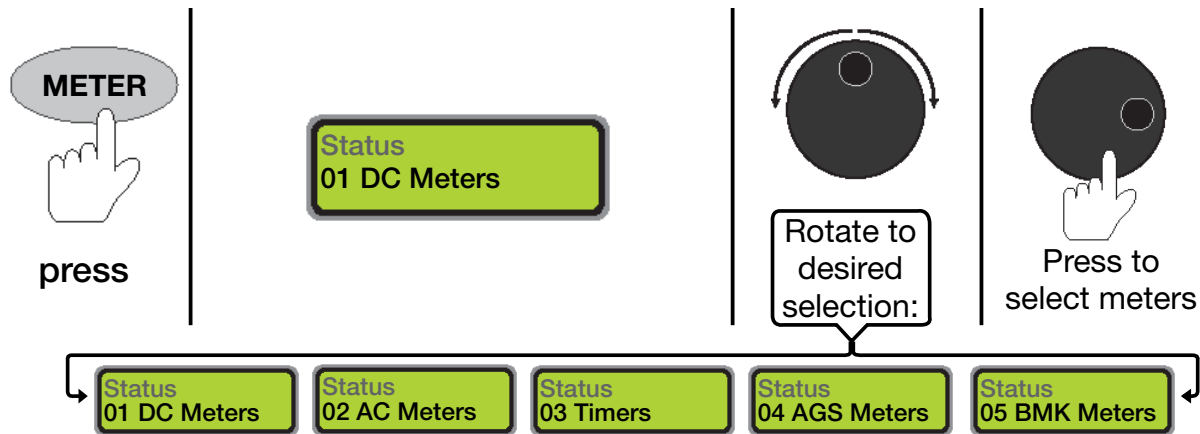 METER
press
Status
01 DC Meters
Rotate to
desired
selection:
Press to
select meters
Status
01 DC Meters
Status
02 AC Meters
Status
03 Timers
Status
04 AGS Meters
Status
05 BMK Meters